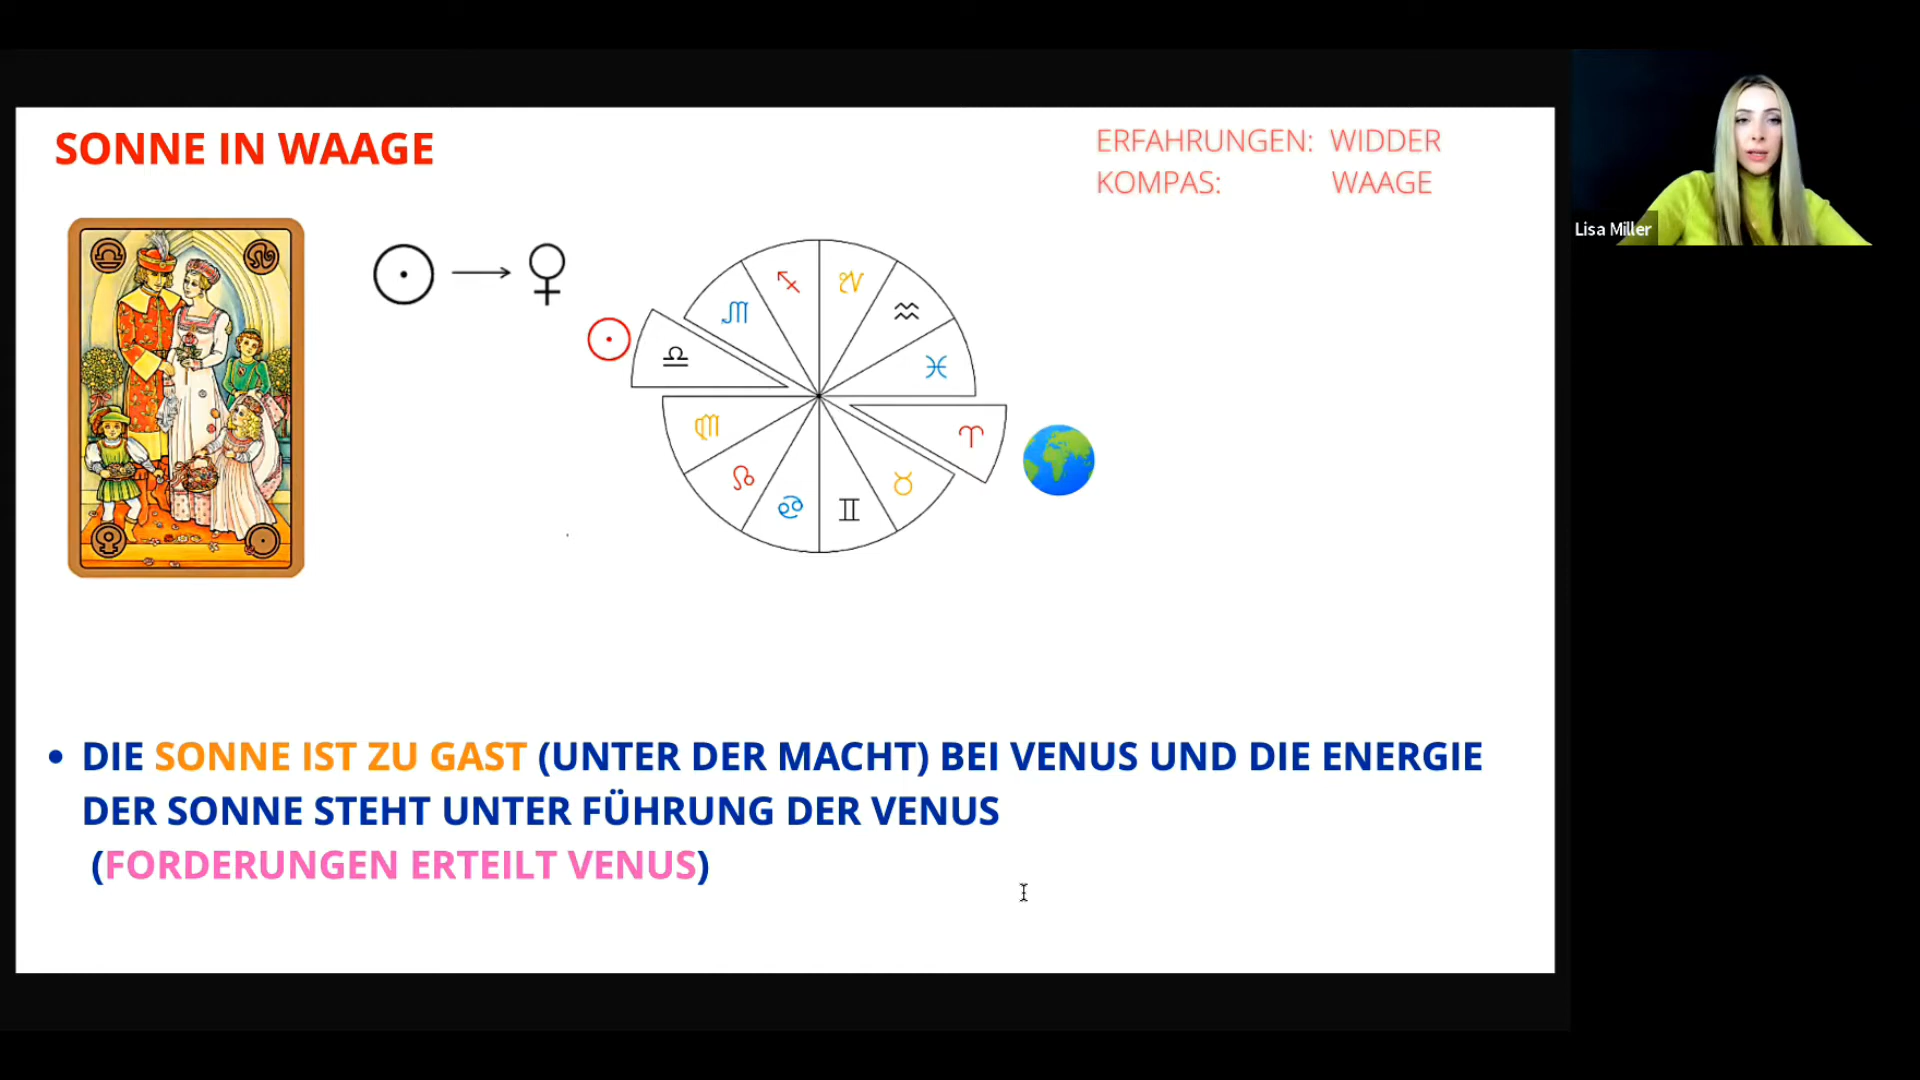 SONNE IN WAAGE
ERFAHRUNGEN: WIDDER
KOMPAS: WAAGE
Lisa Miller
• DIE SONNE IST ZU GAST (UNTER DER MACHT) BEI VENUS UND DIE ENERGIE
DER SONNE STEHT UNTER FÜHRUNG DER VENUS
(FORDERUNGEN ERTEILT VENUS)